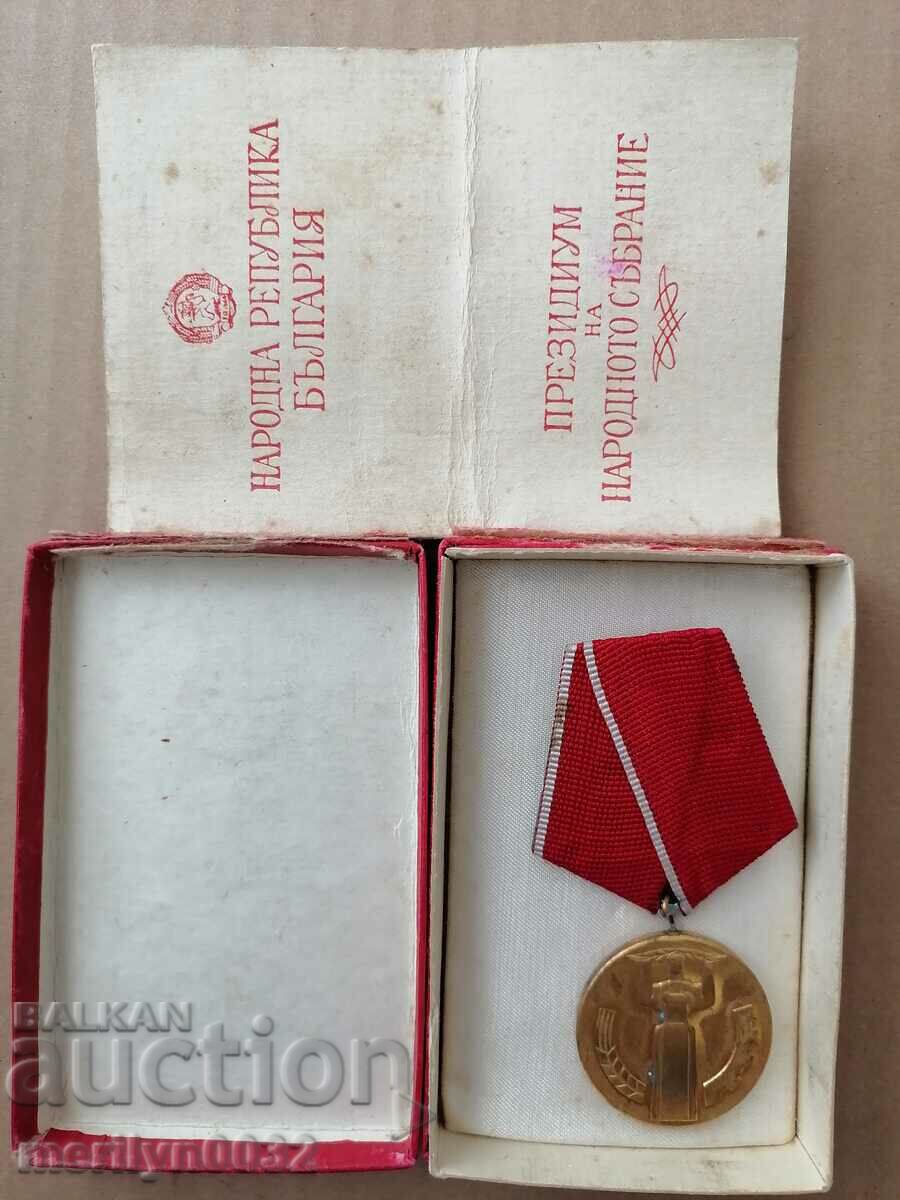 НАРОДНА РЕПУБЛИКА
БЪЛГАРИЯ
ПРЕЗИДИУМ
НА
НАРОДНОТО СЪБРАНИЕ
BALKAN
auction
merilyn0032